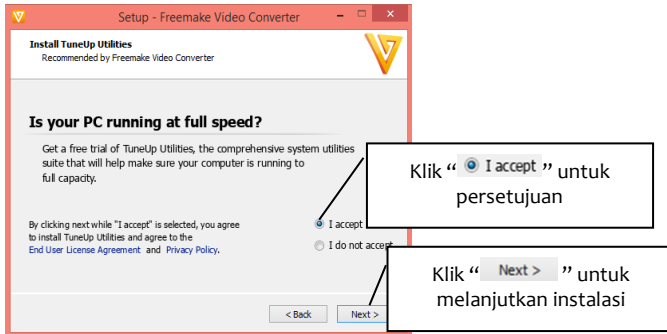 Setup - Freemake Video Converter
Install TuneUp Utilities
Recommended by Freemake Video Converter
Is your PC running at full speed?
Get a free trial of TuneUp Utilities, the comprehensive system utilities
suite that will help make sure your computer is running to
full capacity.
Klik “ I accept ” untuk
persetujuan
By clicking next while "I accept" is selected, you agree
to install TuneUp Utilities and agree to the
End User License Agreement and Privacy Policy.
I accept
I do not accept
Klik “ Next > ” untuk
melanjutkan instalasi
< Back
Next >